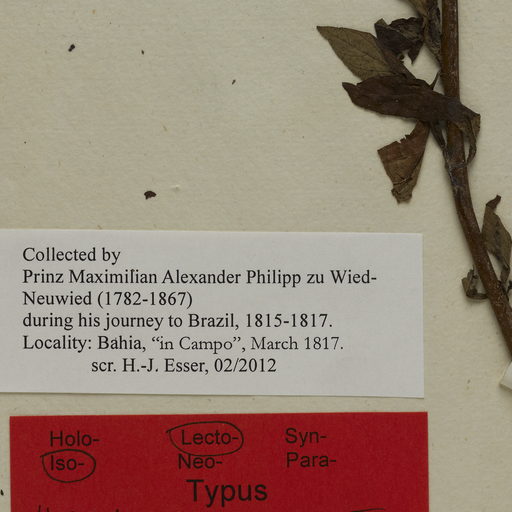 Collected by
Prinz Maximiſian Alexander Philipp zu Wied-
Neuwied (1782-1867)
during his journey to Brazil, 1815-1817.
Locality: Bahia, “in Campo”, March 1817.
scr. H.-J. Esser, 02/2012
Holo- Lecto- Syn-
Iso- Neo- Para-
Typus